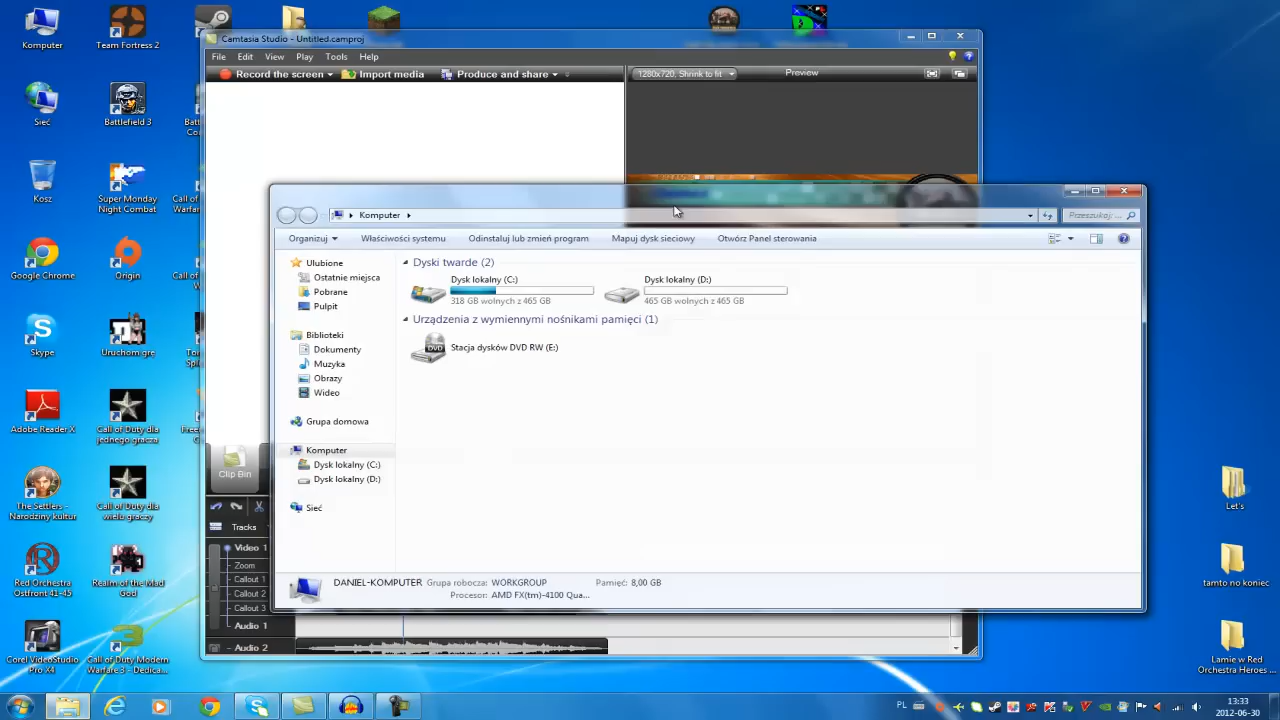 Komputer
Team Fortress 2
Sieć
Battlefield 3
Kosz
Super Monday
Night Combat
Google Chrome
Origin
Skype
Uruchom grę
Adobe Reader X
Call of Duty dla
jednego gracza
The Settlers -
Narodziny kultur
Call of Duty dla
wielu graczy
Red Orchestra
Ostfront 41-45
Realm of the Mad
God
Corel VideoStudio
Pro X4
Call of Duty Modern
Warfare 3 - Dedica...
Camtasia Studio - Untitled.camproj
File Edit View Play Tools Help
Record the screen Import media Produce and share
1280x720, Shrink to fit Preview
Komputer
Przeszukaj: ...
Organizuj Właściwości systemu Odinstaluj lub zmień program Mapuj dysk sieciowy Otwórz Panel sterowania
Ulubione
Ostatnie miejsca
Pobrane
Pulpit
Biblioteki
Dokumenty
Muzyka
Obrazy
Wideo
Grupa domowa
Komputer
Dysk lokalny (C:)
Dysk lokalny (D:)
Sieć
Dyski twarde (2)
Dysk lokalny (C:)
318 GB wolnych z 465 GB
Dysk lokalny (D:)
465 GB wolnych z 465 GB
Urządzenia z wymiennymi nośnikami pamięci (1)
DVD
Stacja dysków DVD RW (E:)
DANIEL-KOMPUTER Grupa robocza: WORKGROUP Pamięć: 8,00 GB
Procesor: AMD FX(tm)-4100 Qua...
Clip Bin
Tracks
Video 1
Zoom
Callout 1
Callout 2
Callout 3
Audio 1
Audio 2
Let's
tamto no koniec
Lamie w Red
Orchestra Heroes ...
PL
13:33
2012-06-30